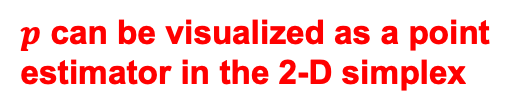 p can be visualized as a point
estimator in the 2-D simplex